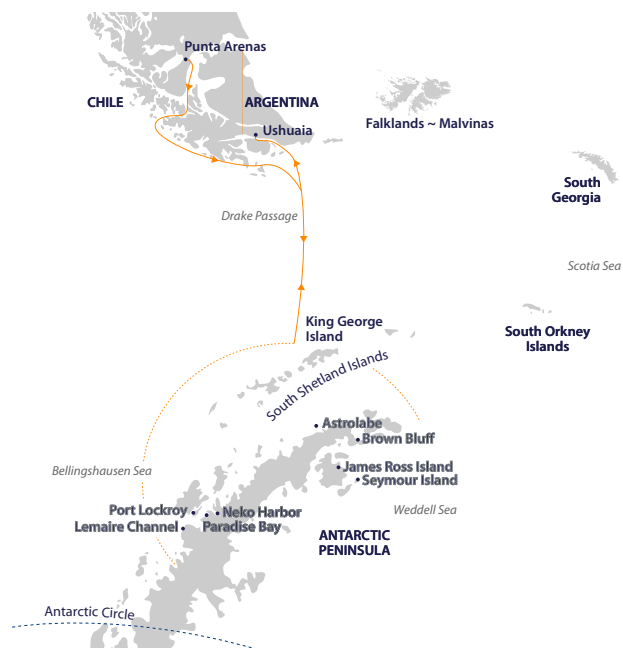 Punta Arenas
CHILE
ARGENTINA
Ushuaia
Falklands ~ Malvinas
South
Georgia
Drake Passage
Scotia Sea
King George
Island
South Orkney
Islands
South Shetland Islands
Astrolabe
Brown Bluff
Bellingshausen Sea
James Ross Island
Seymour Island
Port Lockroy
Neko Harbor
Weddell Sea
Lemaire Channel
Paradise Bay
ANTARCTIC
PENINSULA
Antarctic Circle